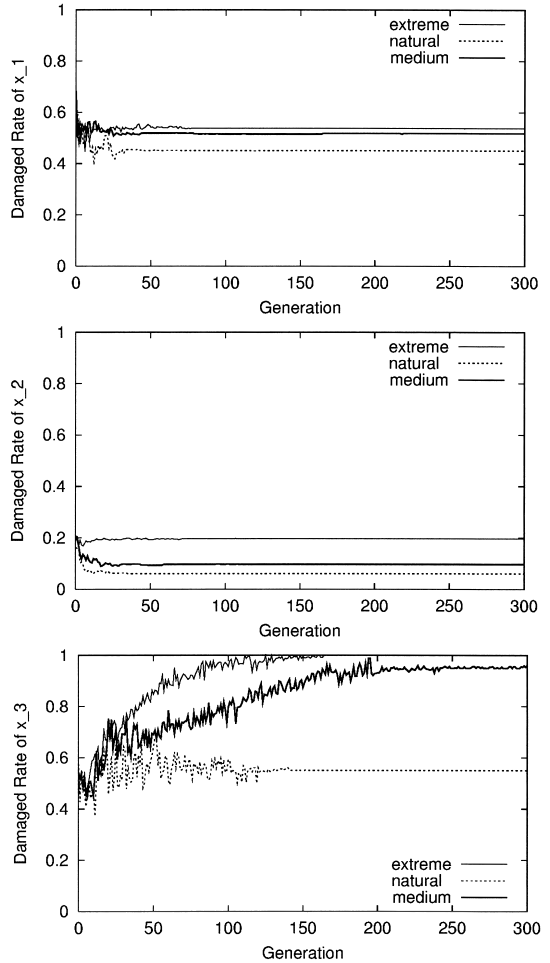 Damaged Rate of x_1
1
0.8
0.6
0.4
0.2
0
extreme
natural
medium
0 50 100 150 200 250 300
Generation
Damaged Rate of x_2
1
0.8
0.6
0.4
0.2
0
extreme
natural
medium
0 50 100 150 200 250 300
Generation
Damaged Rate of x_3
1
0.8
0.6
0.4
0.2
0
extreme
natural
medium
0 50 100 150 200 250 300
Generation